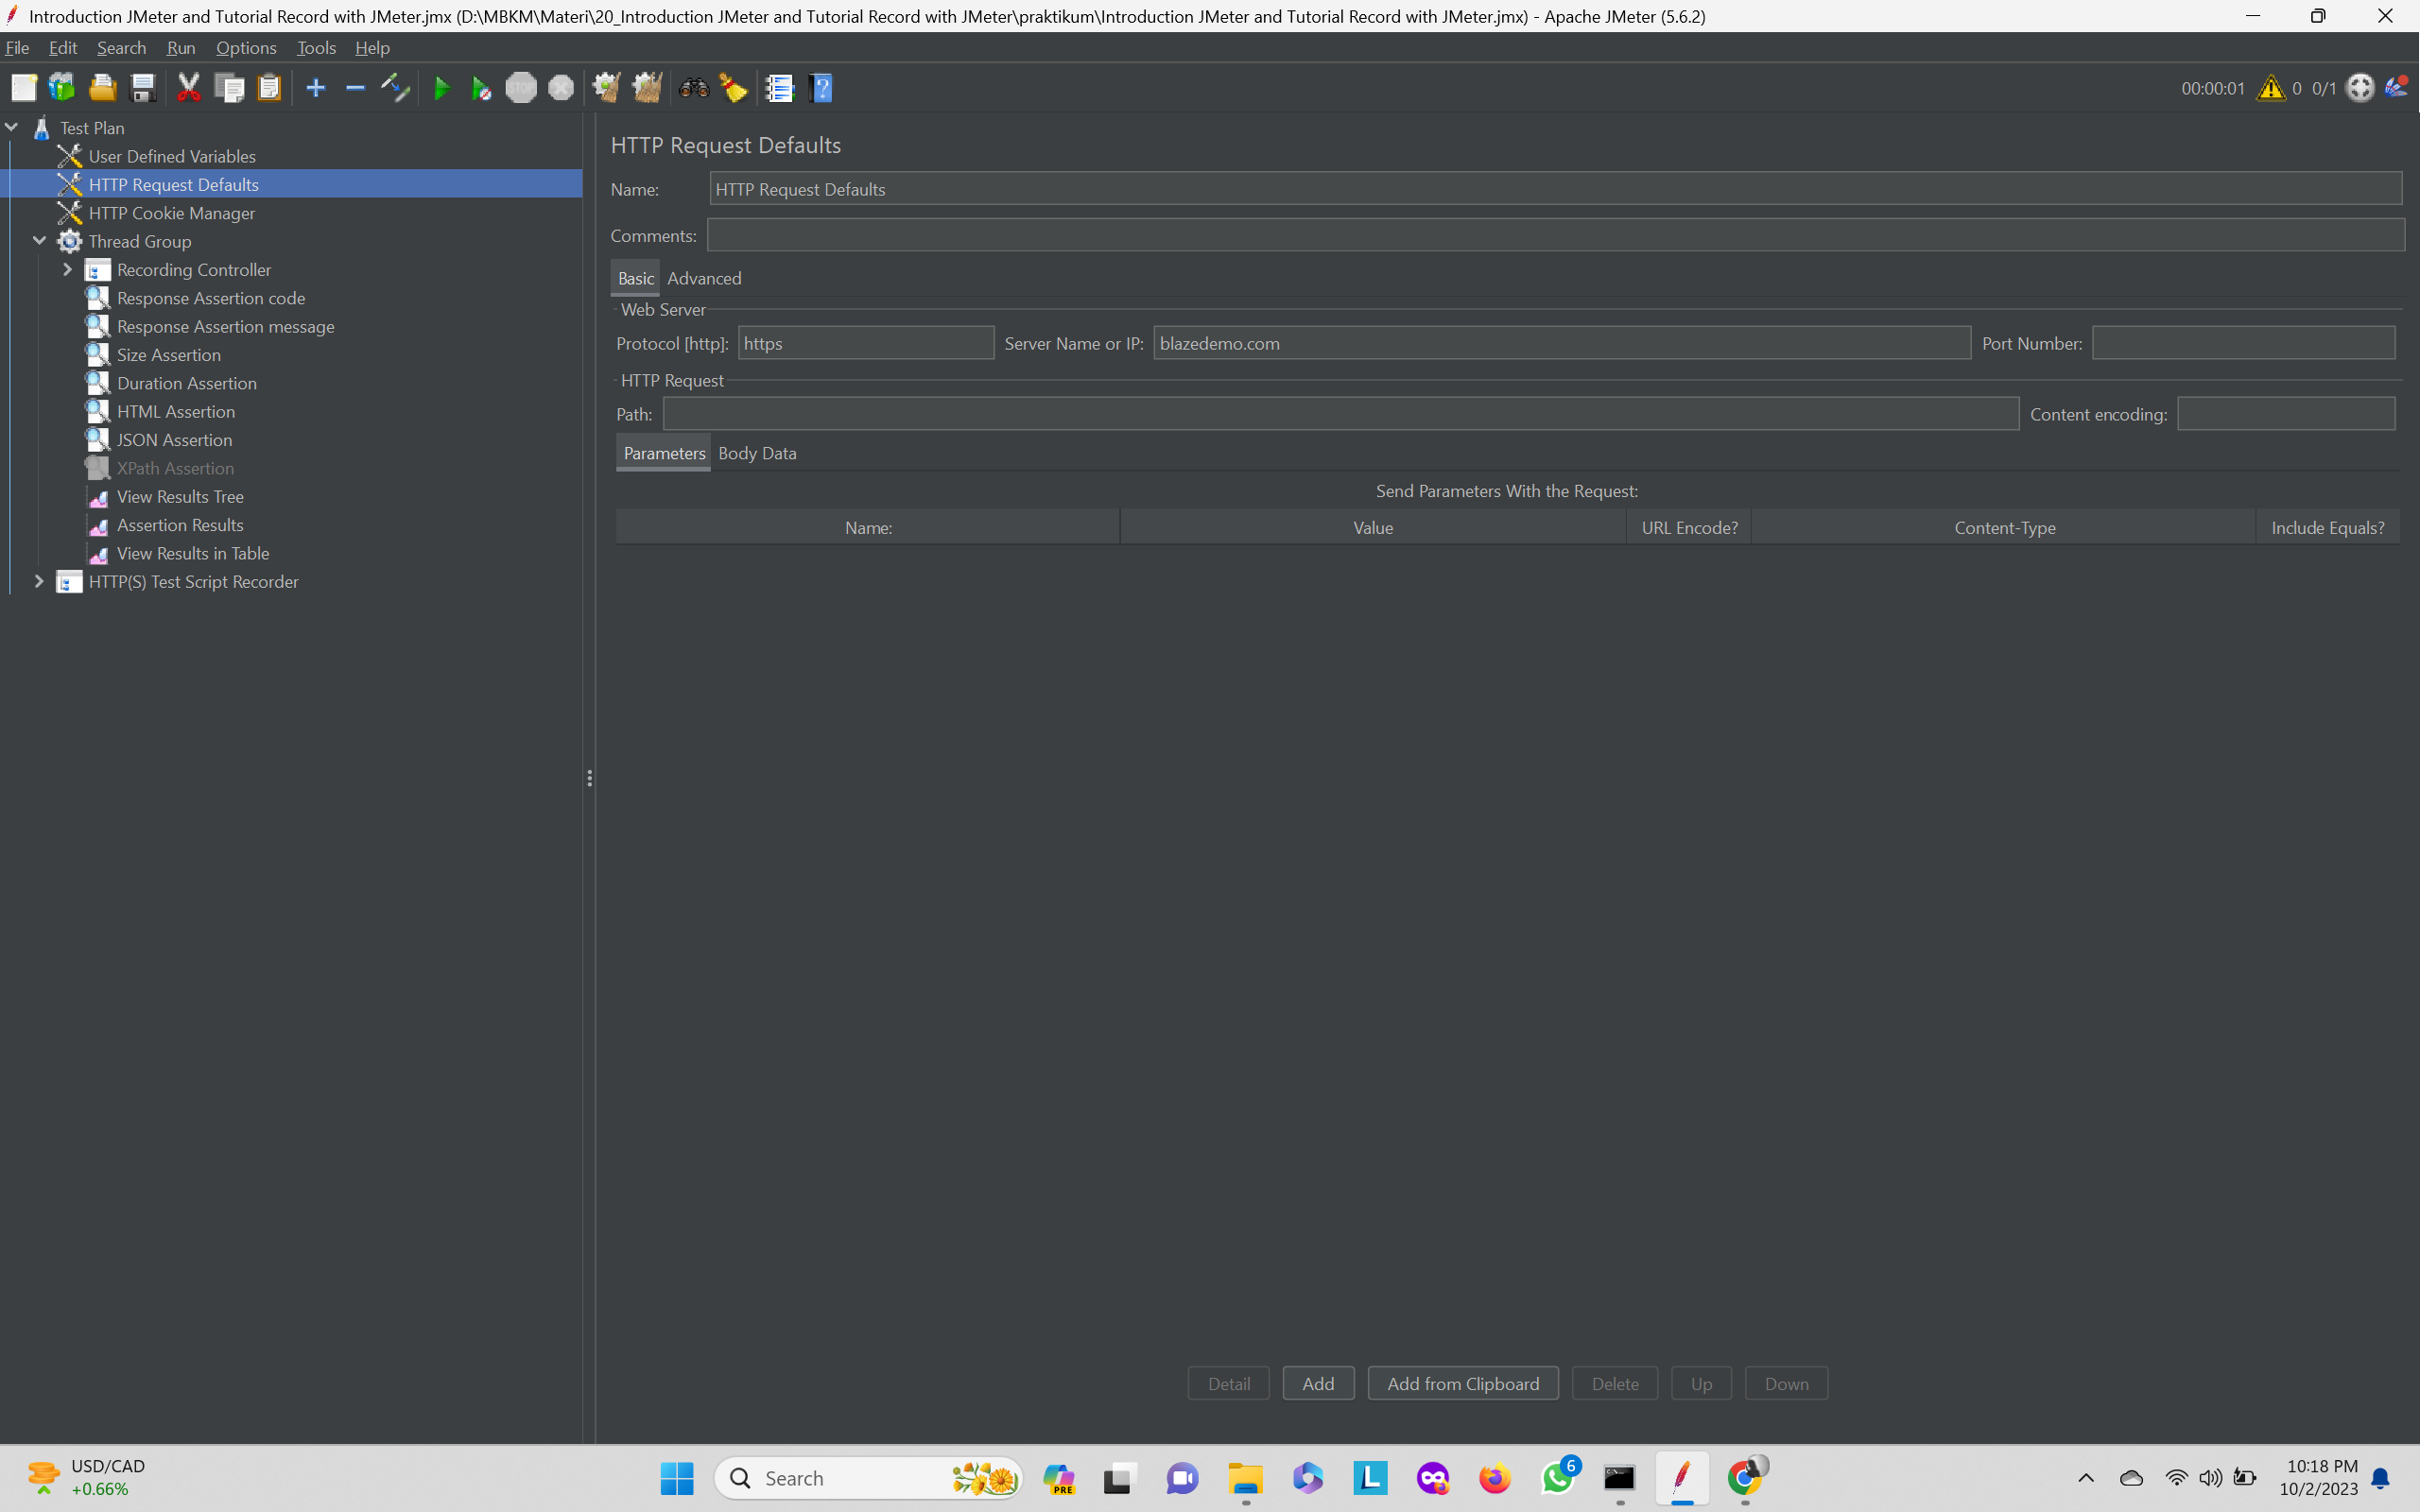 Introduction JMeter and Tutorial Record with JMeter.jmx (D:\MBKM\Materi\20_Introduction JMeter and Tutorial Record with JMeter\praktikum\Introduction JMeter and Tutorial Record with JMeter.jmx) - Apache JMeter (5.6.2)
File Edit Search Run Options Tools Help
STOP 00:00:01 0 0/1
Test Plan
User Defined Variables
HTTP Request Defaults
HTTP Cookie Manager
Thread Group
Recording Controller
Response Assertion code
Response Assertion message
Size Assertion
Duration Assertion
HTML Assertion
JSON Assertion
XPath Assertion
View Results Tree
Assertion Results
View Results in Table
HTTP(S) Test Script Recorder
HTTP Request Defaults
Name: HTTP Request Defaults
Comments:
Basic Advanced
Web Server
Protocol [http]: https Server Name or IP: blazedemo.com Port Number:
HTTP Request
Path: Content encoding:
Parameters Body Data
Send Parameters With the Request:
Name: Value URL Encode? Content-Type Include Equals?
Detail Add Add from Clipboard Delete Up Down
USD/CAD
+0.66%
Search
PRE
L
6
10:18 PM
10/2/2023